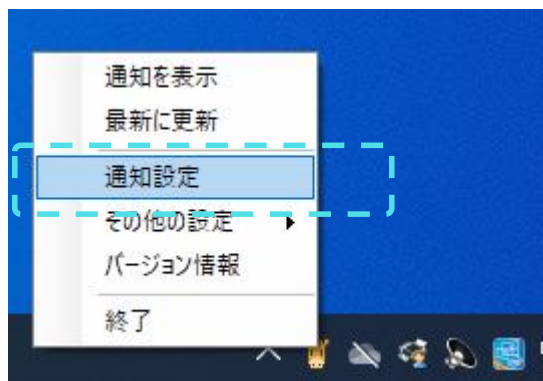 通知を表示
最新に更新
通知設定
その他の設定
バージョン情報
終了